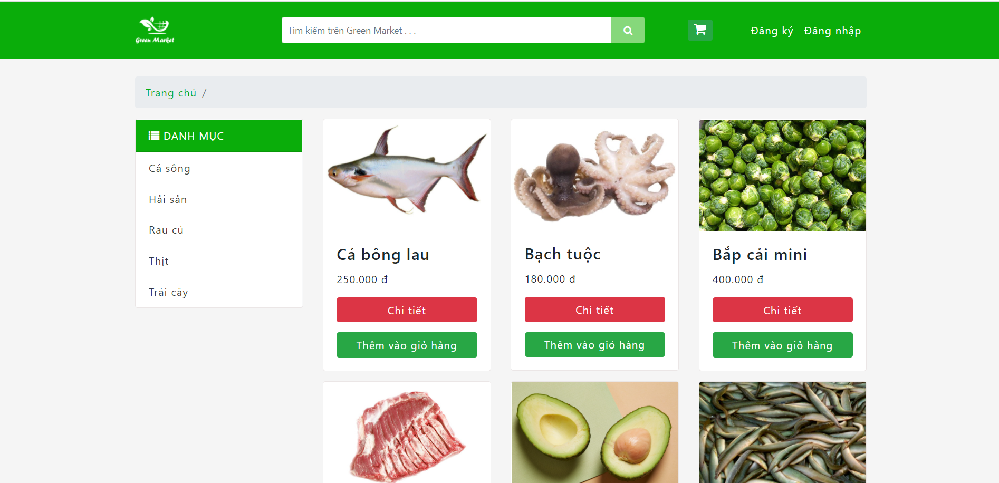 Green Market
Tìm kiếm trên Green Market . . .
Đăng ký Đăng nhập
Trang chủ /
DANH MỤC
Cá sông
Hải sản
Rau củ
Thịt
Trái cây
Cá bông lau
250.000 đ
Chi tiết
Thêm vào giỏ hàng
Bạch tuộc
180.000 đ
Chi tiết
Thêm vào giỏ hàng
Bắp cải mini
400.000 đ
Chi tiết
Thêm vào giỏ hàng